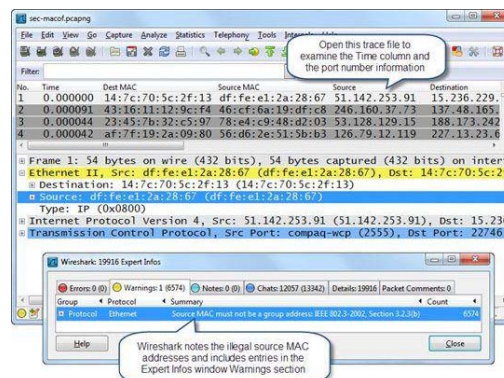 sec-macof.pcapng
File Edit View Go Capture Analyze Statistics Telephony Tools
Open this trace file to examine the Time column and the port number information
Filter:
No. Time Dest MAC Source MAC Source Destination
1 0.000000 14:7c:70:5c:2f:13 df:fe:e1:2a:28:67 51.142.253.91 15.236.229.
2 0.000091 43:16:11:12:9c:f4 46:cf:6a:19:df:c8 246.160.37.73 137.48.165.
3 0.000044 23:45:7b:32:c5:97 78:e4:c9:48:d2:03 53.128.129.15 188.173.242
4 0.000042 af:7f:19:2a:09:80 56:d6:2e:51:5b:b3 126.79.12.119 227.13.23.6
Frame 1: 54 bytes on wire (432 bits), 54 bytes captured (432 bits) on inter
Ethernet II, Src: df:fe:e1:2a:28:67 (df:fe:e1:2a:28:67), Dst: 14:7c:70:5c:2
Destination: 14:7c:70:5c:2f:13 (14:7c:70:5c:2f:13)
Source: df:fe:e1:2a:28:67 (df:fe:e1:2a:28:67)
Type: IP (0x0800)
Internet Protocol Version 4, Src: 51.142.253.91 (51.142.253.91), Dst: 15.236
Transmission Control Protocol, Src Port: compaq-wcp (2555), Dst Port: 22746
Wireshark: 19916 Expert Infos
Errors: 0 (0) Warnings: 1 (6574) Notes: 0 (0) Chats: 12057 (13342) Details: 19916 Packet Comments: 0
Group Protocol Summary Count
Protocol Ethernet Source MAC must not be a group address: IEEE 802.3-2002, Section 3.2.3(b) 6574
Help Close
Wireshark notes the illegal source MAC addresses and includes entries in the Expert Infos window Warnings section